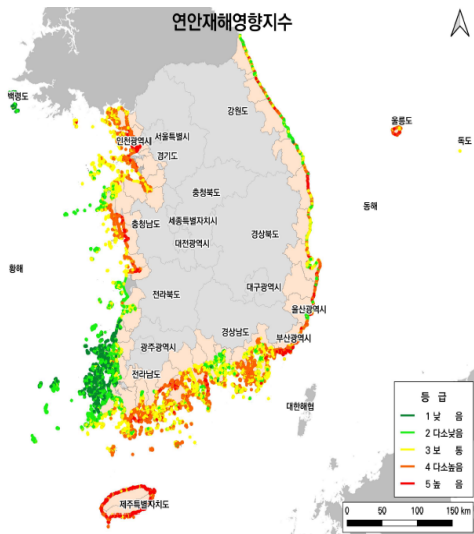 연안재해영향지수
백령도
강원도
울릉도
독도
인천광역시
서울특별시
경기도
충청북도
동해
충청남도
세종특별자치시
대전광역시
경상북도
황해
전라북도
대구광역시
울산광역시
경상남도
부산광역시
광주광역시
전라남도
대한해협
제주특별자치도
등 급
1 낮 음
2 다소낮음
3 보 통
4 다소높음
5 높 음
0 50 100 150 km